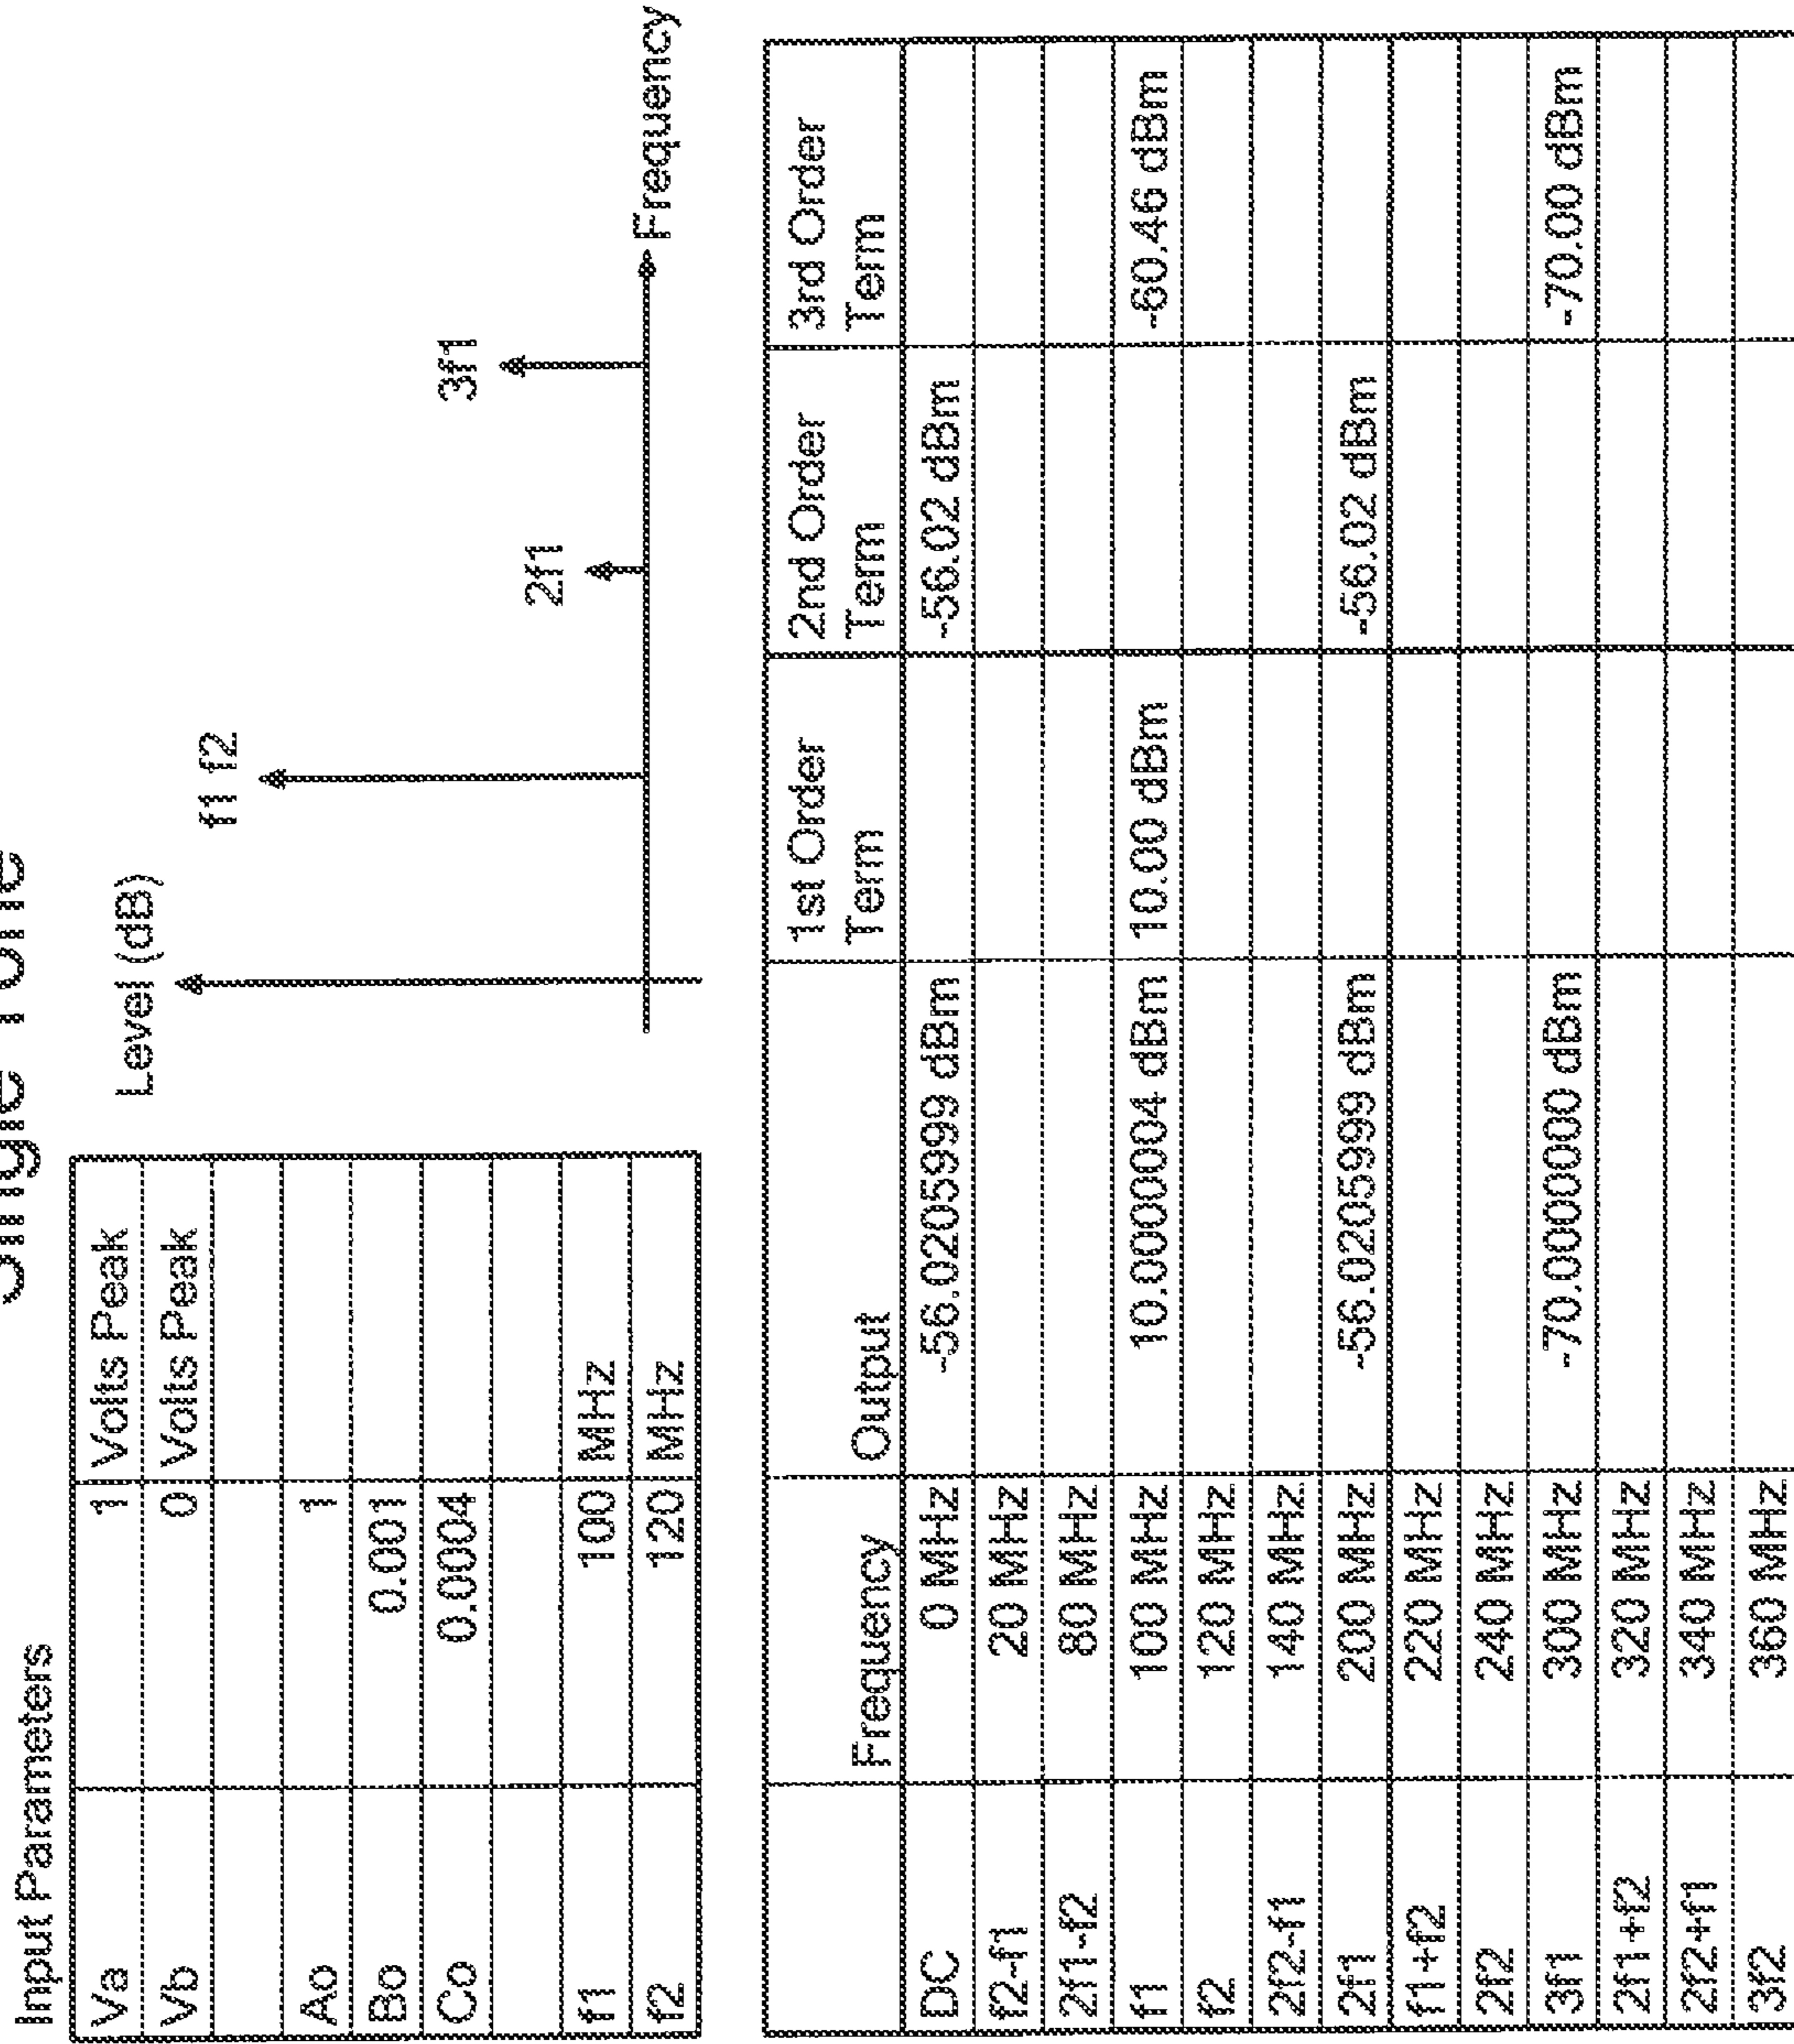 Single Tone
Input Parameters
Va 1 Volts Peak
Vb 0 Volts Peak
Ao 1
Bo 0.001
Co 0.0004
f1 100 MHz
f2 120 MHz
Level (dB)
f1 f2
2f1
3f1
Frequency
Frequency Output 1st Order Term 2nd Order Term 3rd Order Term
DC 0 MHz -56.0205999 dBm -56.02 dBm
f2-f1 20 MHz
2f1-f2 80 MHz
f1 100 MHz 10.0000004 dBm 10.00 dBm -60.46 dBm
f2 120 MHz
2f2-f1 140 MHz
2f1 200 MHz -56.0205999 dBm -56.02 dBm
f1+f2 220 MHz
2f2 240 MHz
3f1 300 MHz -70.0000000 dBm -70.00 dBm
2f1+f2 320 MHz
2f2+f1 340 MHz
3f2 360 MHz